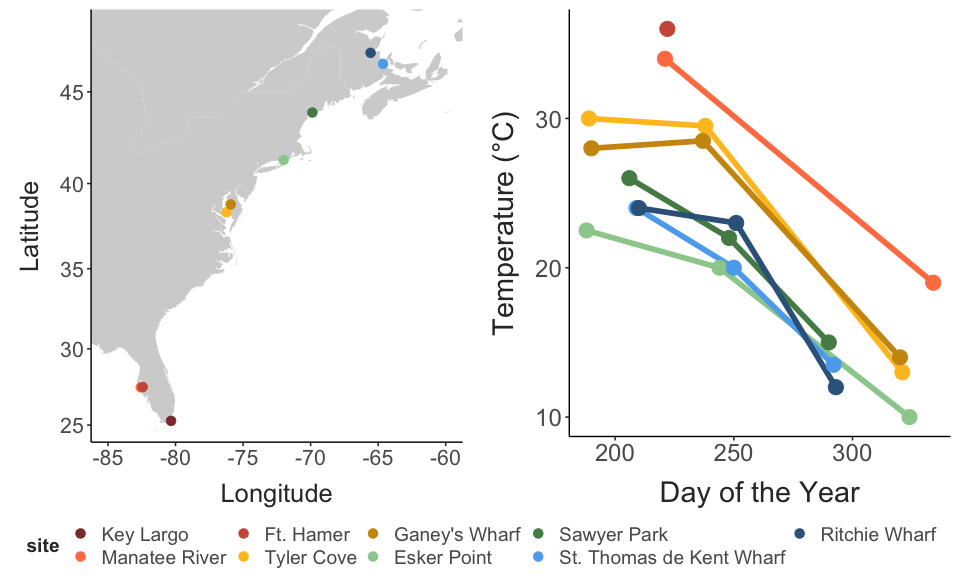 45
40
35
30
25
-85 -80 -75 -70 -65 -60
Latitude
Longitude
30
20
10
200 250 300
Temperature (°C)
Day of the Year
site
Key Largo Ft. Hamer Ganey's Wharf Sawyer Park Ritchie Wharf
Manatee River Tyler Cove Esker Point St. Thomas de Kent Wharf